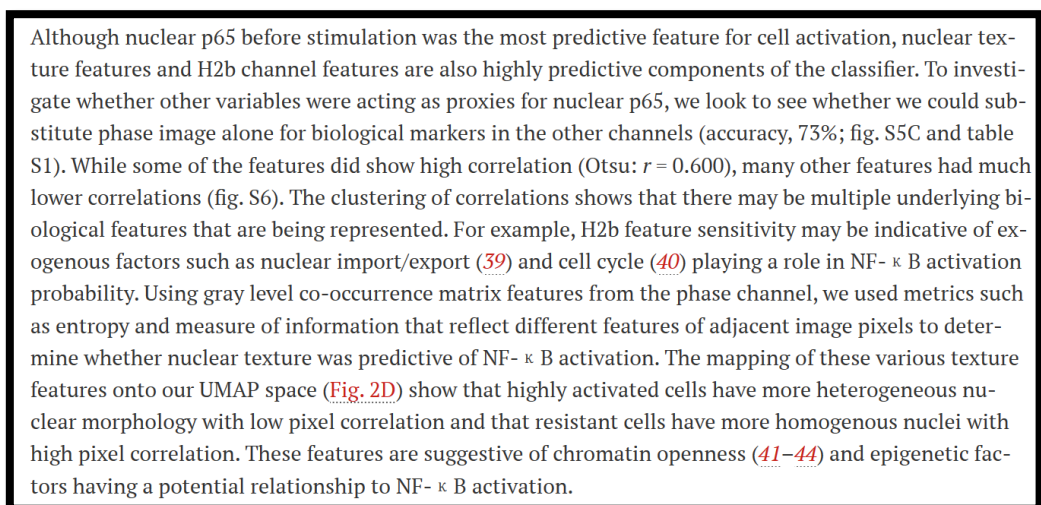 Although nuclear p65 before stimulation was the most predictive feature for cell activation, nuclear tex-
ture features and H2b channel features are also highly predictive components of the classifier. To investi-
gate whether other variables were acting as proxies for nuclear p65, we look to see whether we could sub-
stitute phase image alone for biological markers in the other channels (accuracy, 73%; fig. S5C and table
S1). While some of the features did show high correlation (Otsu: r = 0.600), many other features had much
lower correlations (fig. S6). The clustering of correlations shows that there may be multiple underlying bi-
ological features that are being represented. For example, H2b feature sensitivity may be indicative of ex-
ogenous factors such as nuclear import/export (39) and cell cycle (40) playing a role in NF- κ B activation
probability. Using gray level co-occurrence matrix features from the phase channel, we used metrics such
as entropy and measure of information that reflect different features of adjacent image pixels to deter-
mine whether nuclear texture was predictive of NF- κ B activation. The mapping of these various texture
features onto our UMAP space (Fig. 2D) show that highly activated cells have more heterogeneous nu-
clear morphology with low pixel correlation and that resistant cells have more homogenous nuclei with
high pixel correlation. These features are suggestive of chromatin openness (41–44) and epigenetic fac-
tors having a potential relationship to NF- κ B activation.